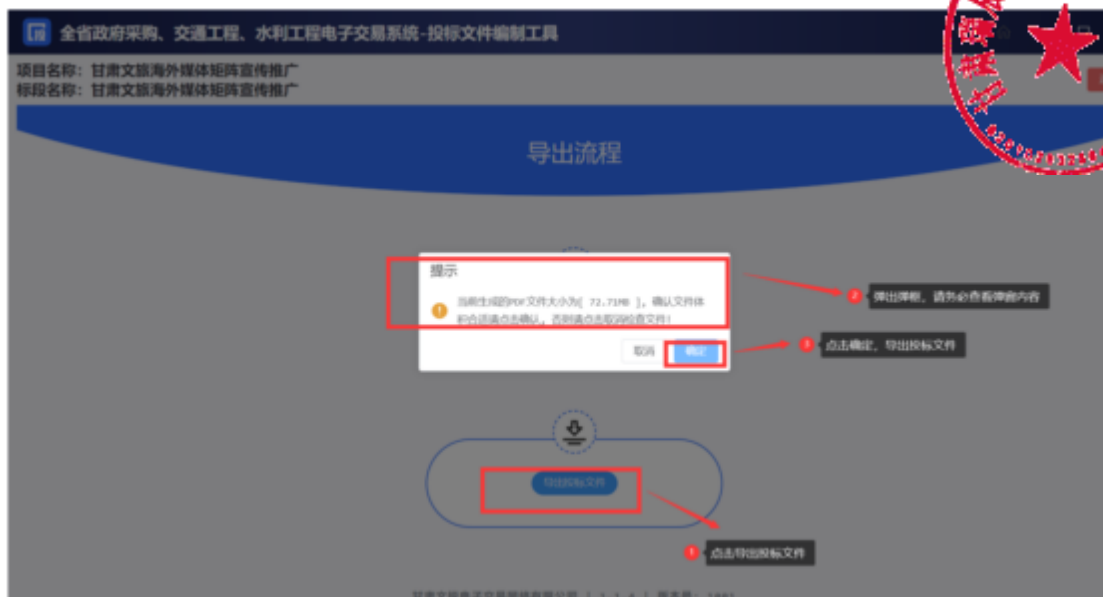 全省政府采购、交通工程、水利工程电子交易系统-投标文件编制工具
项目名称：甘肃文旅海外媒体矩阵宣传推广
标段名称：甘肃文旅海外媒体矩阵宣传推广
导出流程
提示
当前生成的PDF文件大小为[ 72.71MB ]，确认文件体
积合适请点击确认，否则请点击取消检查文件！
取消
确定
2 弹出弹框，请务必查看弹窗内容
3 点击确定，导出投标文件
导出投标文件
1 点击导出投标文件